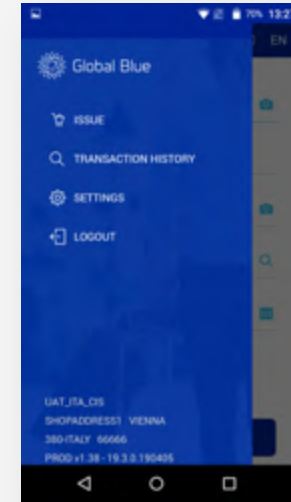 70% 13:27
EN
Global Blue
ISSUE
TRANSACTION HISTORY
SETTINGS
LOGOUT
UAT_ITA_CIS
SHOPADDRESS1 VIENNA
380-ITALY 66666
PROD v1.38 - 19.3.0.190405